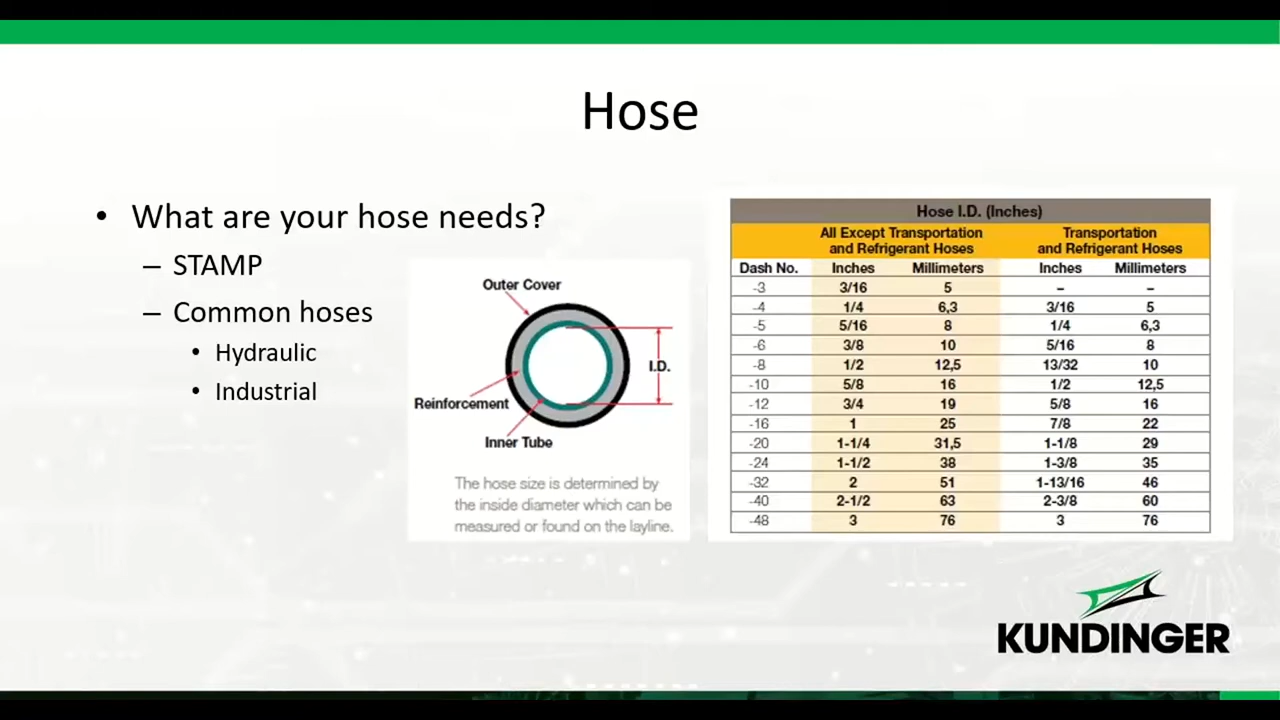 Hose
• What are your hose needs?
– STAMP
– Common hoses
• Hydraulic
• Industrial
Outer Cover
I.D.
Reinforcement
Inner Tube
The hose size is determined by
the inside diameter which can be
measured or found on the layline.
Hose I.D. (Inches)
All Except Transportation Transportation
and Refrigerant Hoses and Refrigerant Hoses
Dash No. Inches Millimeters Inches Millimeters
-3 3/16 5 – –
-4 1/4 6,3 3/16 5
-5 5/16 8 1/4 6,3
-6 3/8 10 5/16 8
-8 1/2 12,5 13/32 10
-10 5/8 16 1/2 12,5
-12 3/4 19 5/8 16
-16 1 25 7/8 22
-20 1-1/4 31,5 1-1/8 29
-24 1-1/2 38 1-3/8 35
-32 2 51 1-13/16 46
-40 2-1/2 63 2-3/8 60
-48 3 76 3 76
KUNDINGER